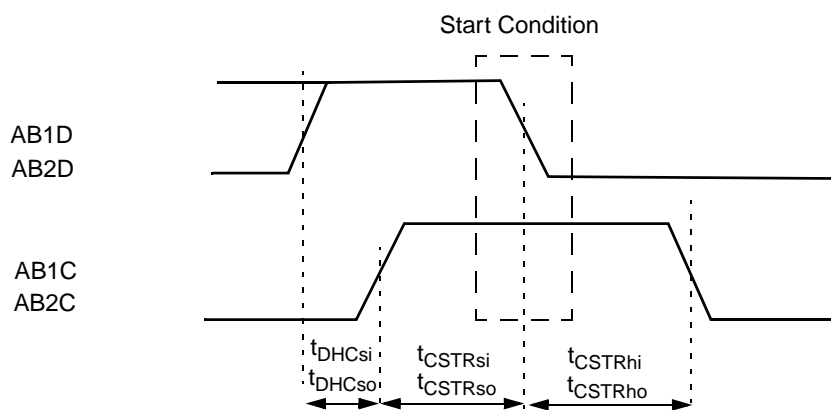 Start Condition
AB1D
AB2D
AB1C
AB2C
tDHCsi tCSTRsi tCSTRhi
tDHCso tCSTRso tCSTRho